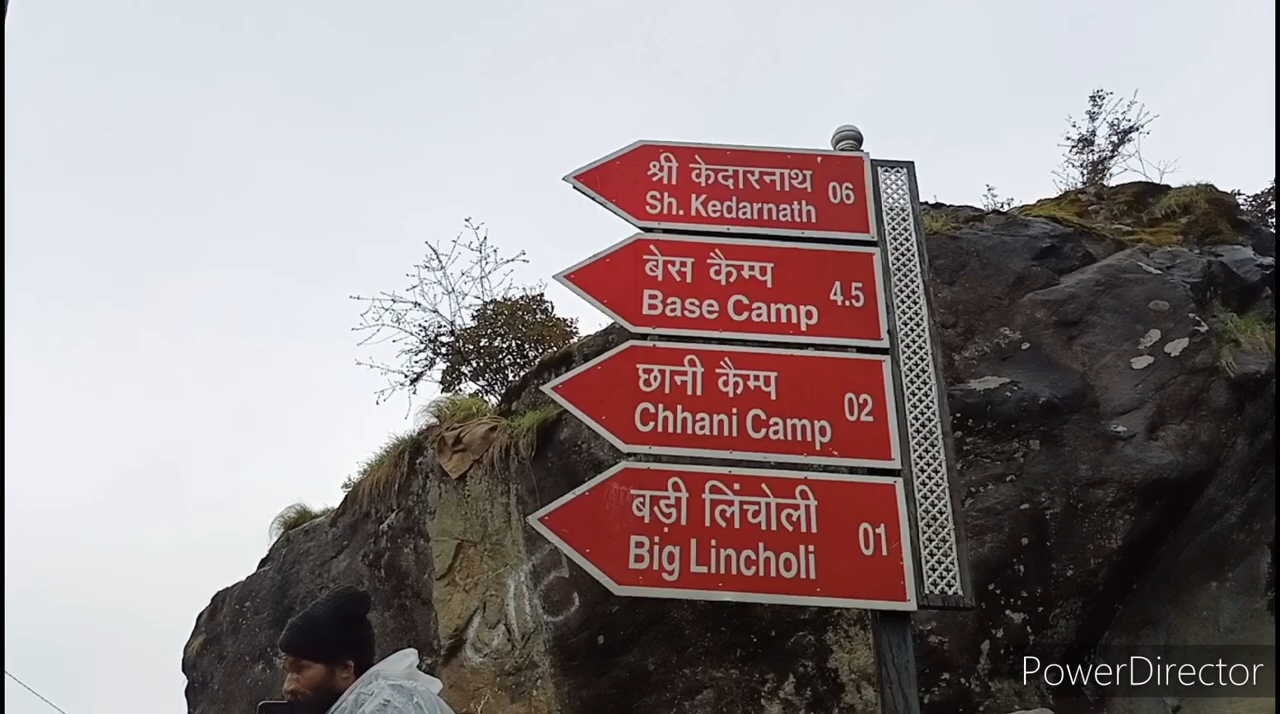 श्री केदारनाथ 06
Sh. Kedarnath
बेस कैम्प 4.5
Base Camp
छानी कैम्प 02
Chhani Camp
बड़ी लिंचोली 01
Big Lincholi
PowerDirector